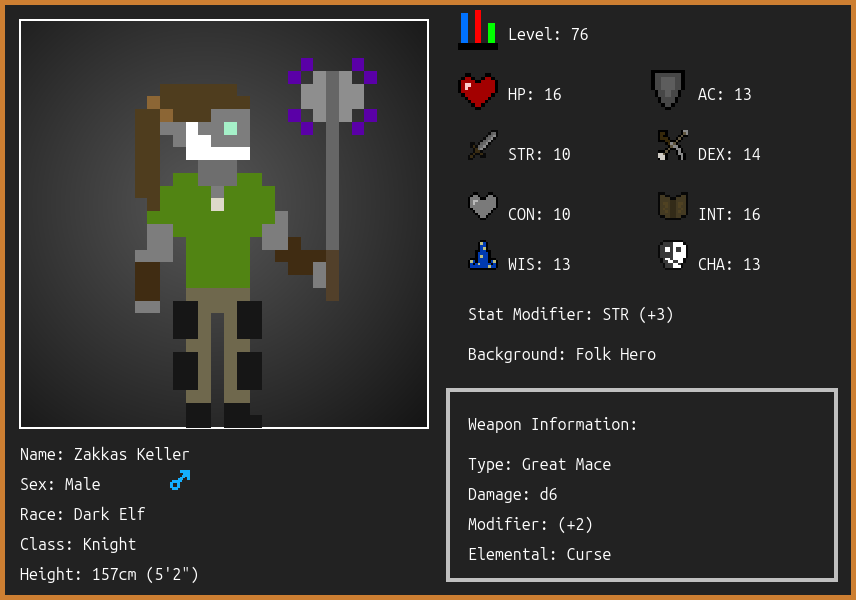 Level: 76
HP: 16
AC: 13
STR: 10
DEX: 14
CON: 10
INT: 16
WIS: 13
CHA: 13
Stat Modifier: STR (+3)
Background: Folk Hero
Weapon Information:
Type: Great Mace
Damage: d6
Modifier: (+2)
Elemental: Curse
Name: Zakkas Keller
Sex: Male
Race: Dark Elf
Class: Knight
Height: 157cm (5'2")